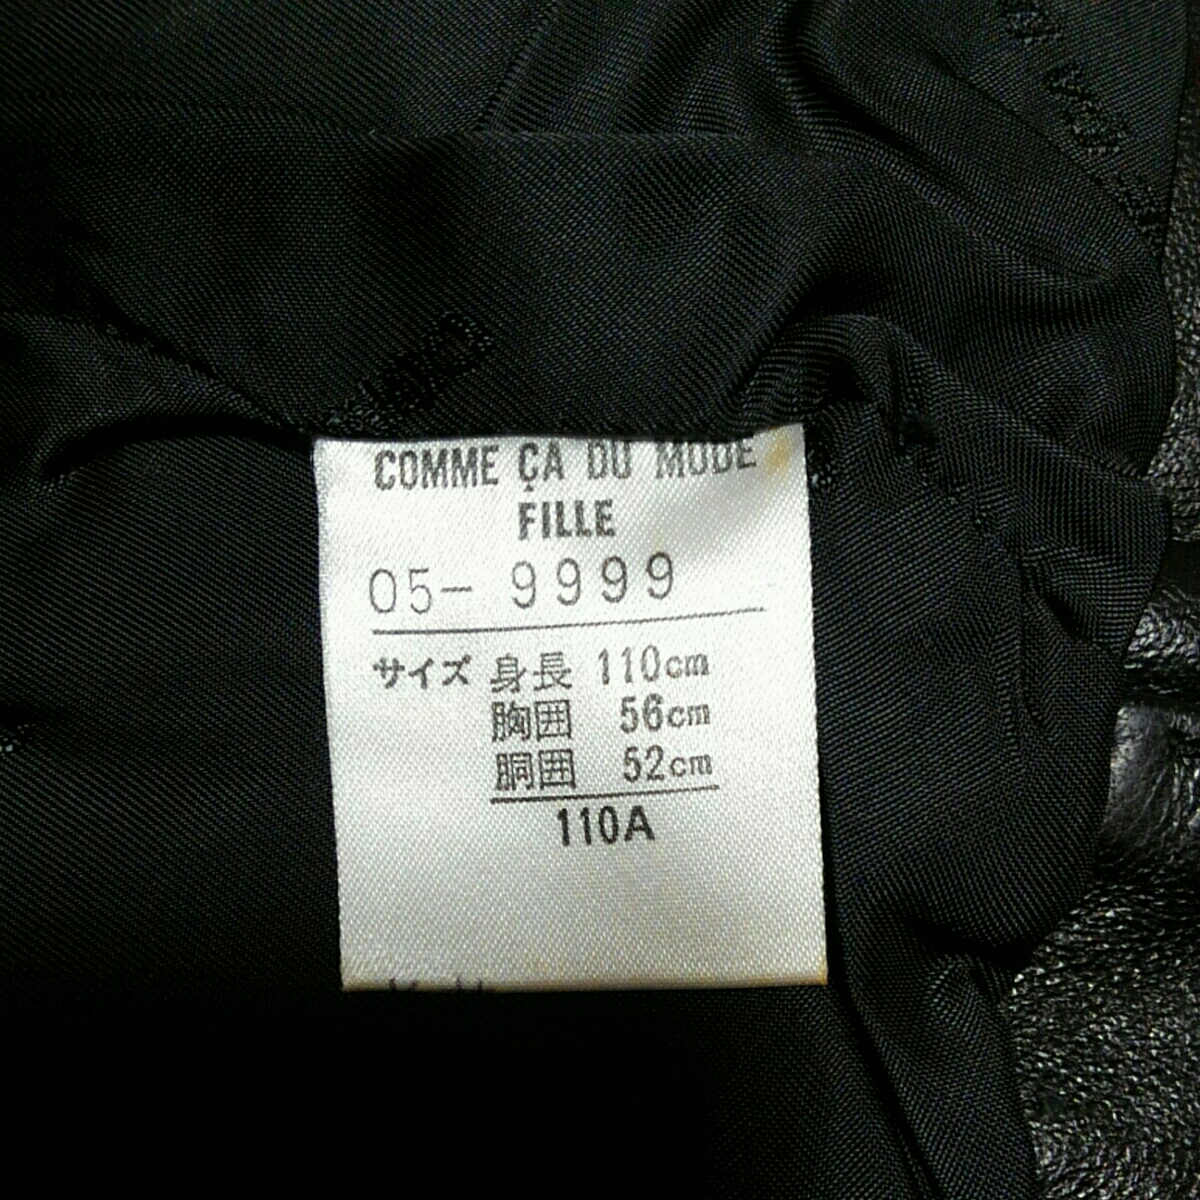 COMME ÇA DU MODE
FILLE
05- 9999
サイズ 身長 110cm
胸囲 56cm
胴囲 52cm
110A